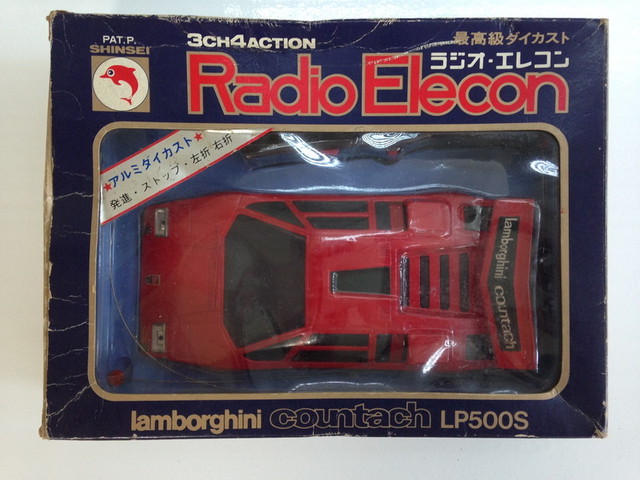 PAT.P.
SHINSEI
3CH4ACTION
最高級ダイカスト
ラジオ・エレコン
Radio Elecon
★アルミダイカスト★
発進・ストップ・左折 右折
lamborghini countach
lamborghini countach LP500S